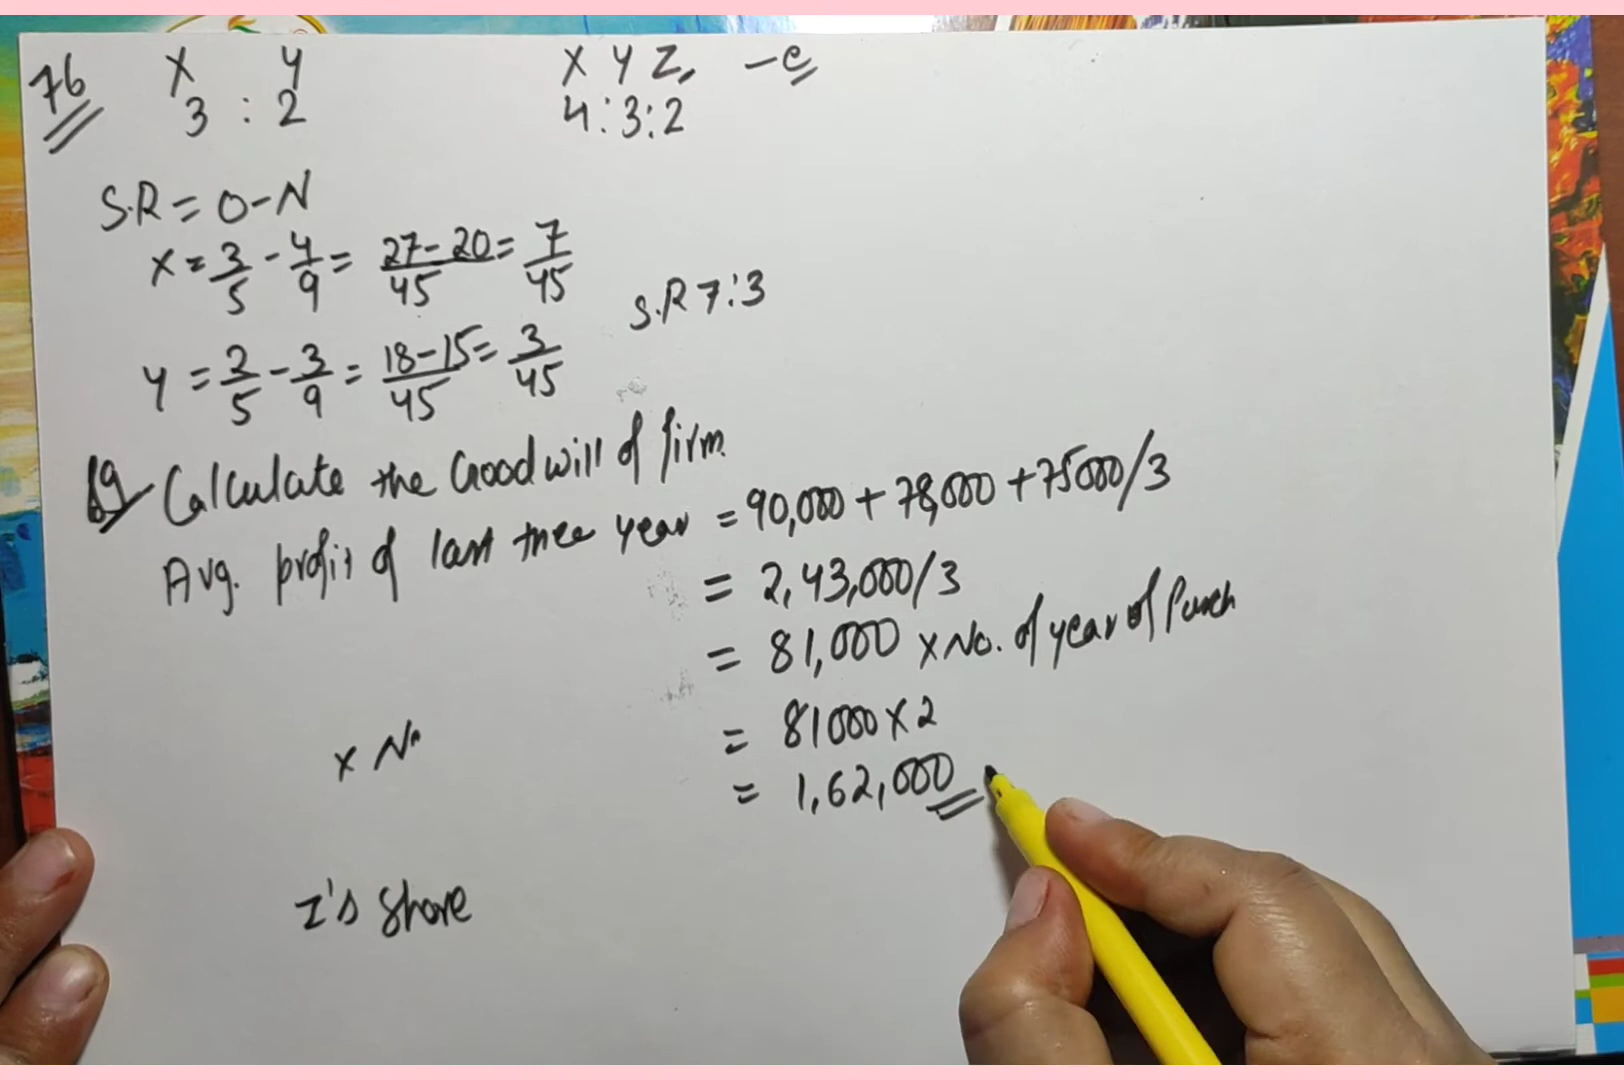 76 X Y X Y Z, -e
3 : 2 4:3:2
S.R = O-N
X = 3/5 - 4/9 = 27-20/45 = 7/45
S.R 7:3
Y = 2/5 - 3/9 = 18-15/45 = 3/45
Calculate the Goodwill of firm
Avg. profit of last three year = 90,000 + 78,000 + 75000/3
= 2,43,000/3
= 81,000 x No. of year of Purch
x No = 81000 x 2
= 1,62,000
Z's share